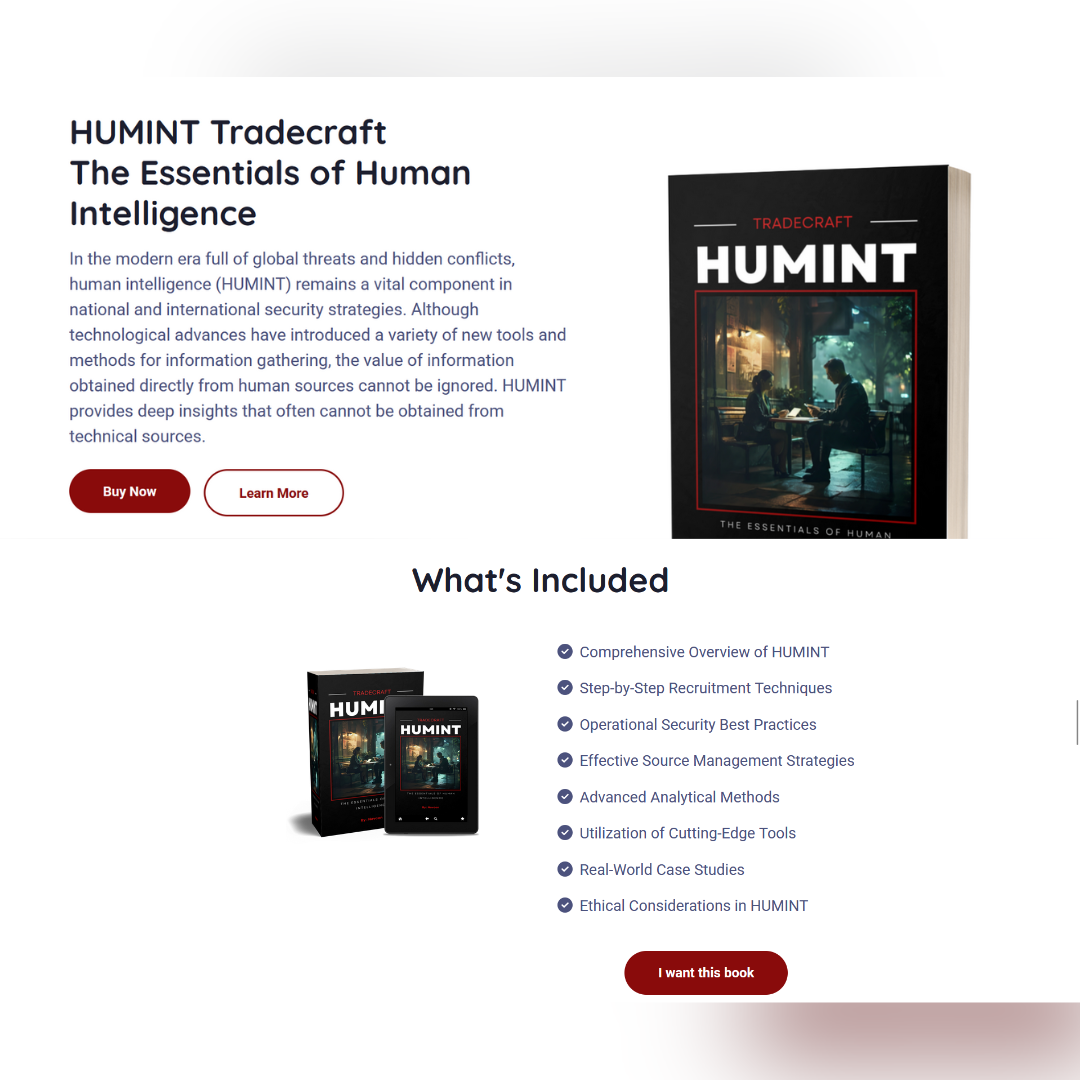 HUMINT Tradecraft
The Essentials of Human
Intelligence
In the modern era full of global threats and hidden conflicts,
human intelligence (HUMINT) remains a vital component in
national and international security strategies. Although
technological advances have introduced a variety of new tools and
methods for information gathering, the value of information
obtained directly from human sources cannot be ignored. HUMINT
provides deep insights that often cannot be obtained from
technical sources.
Buy Now
Learn More
TRADECRAFT
HUMINT
THE ESSENTIALS OF HUMAN
What's Included
TRADECRAFT
HUMI
TRADECRAFT
HUMINT
THE ESSENTIALS OF HUMAN
INTELLIGENCE
Comprehensive Overview of HUMINT
Step-by-Step Recruitment Techniques
Operational Security Best Practices
Effective Source Management Strategies
Advanced Analytical Methods
Utilization of Cutting-Edge Tools
Real-World Case Studies
Ethical Considerations in HUMINT
I want this book